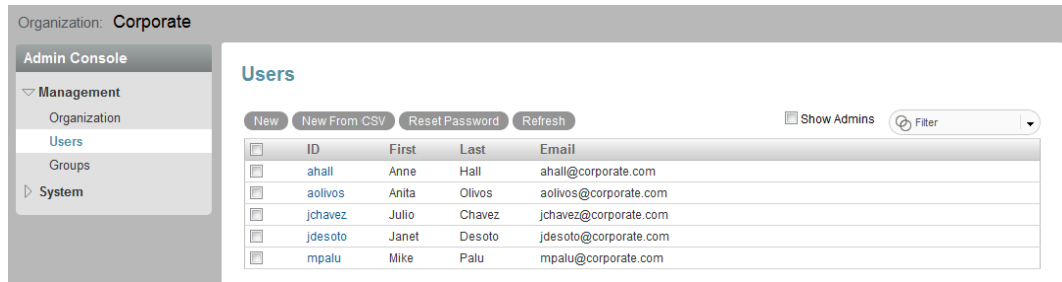 Organization: Corporate
Admin Console
Management
Organization
Users
Groups
System
Users
New New From CSV Reset Password Refresh Show Admins Filter
ID First Last Email
ahall Anne Hall ahall@corporate.com
aolivos Anita Olivos aolivos@corporate.com
jchavez Julio Chavez jchavez@corporate.com
jdesoto Janet Desoto jdesoto@corporate.com
mpalu Mike Palu mpalu@corporate.com